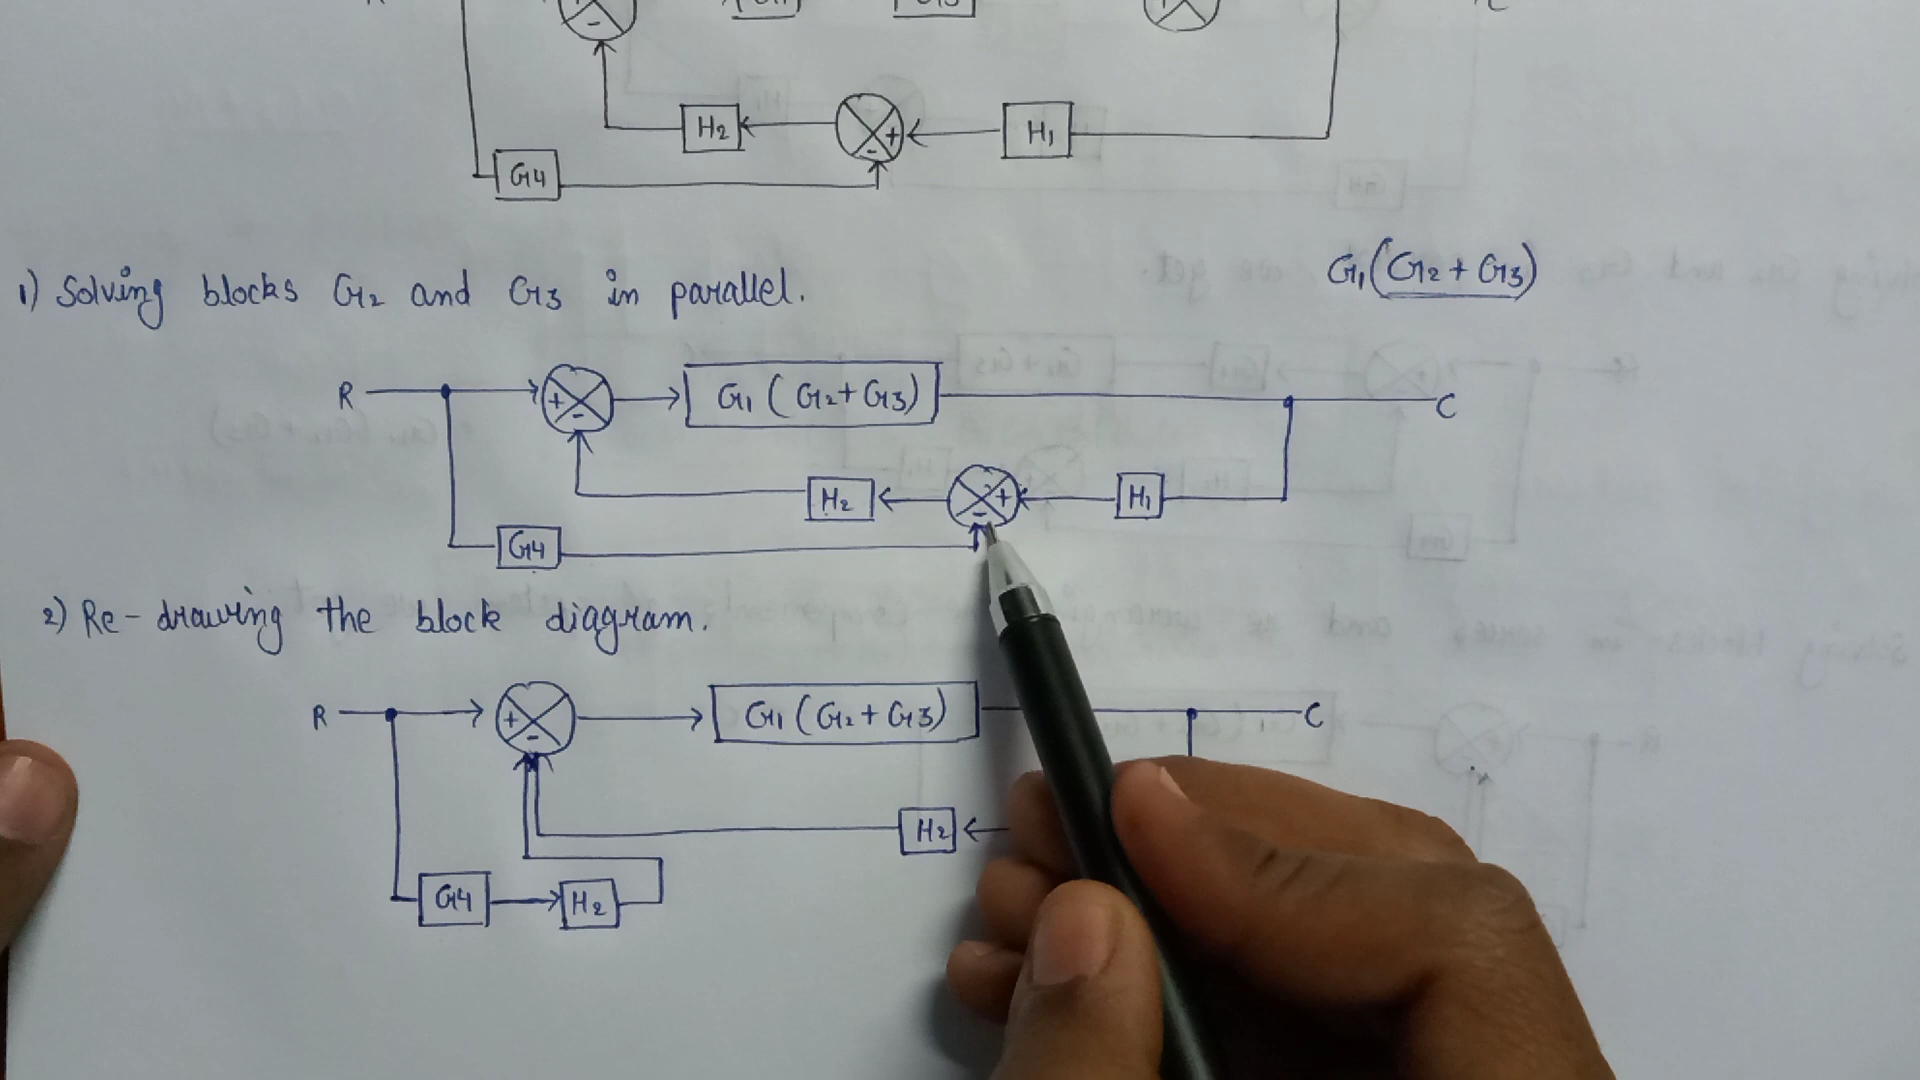 H₂
H₁
G4
1) Solving blocks G₂ and G₃ in parallel.
G₁(G₂ + G₃)
R
+
-
G₁ ( G₂ + G₃)
C
H₂
+
-
H₁
G4
2) Re-drawing the block diagram.
R
+
-
G₁ ( G₂ + G₃)
C
H₂
G4
H₂